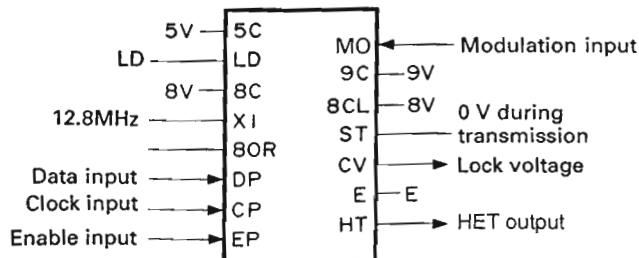 5V 5C
LD LD
8V 8C
12.8MHz XI
8OR
Data input DP
Clock input CP
Enable input EP
MO Modulation input
9C 9V
8CL 8V
ST 0 V during
transmission
CV Lock voltage
E E
HT HET output